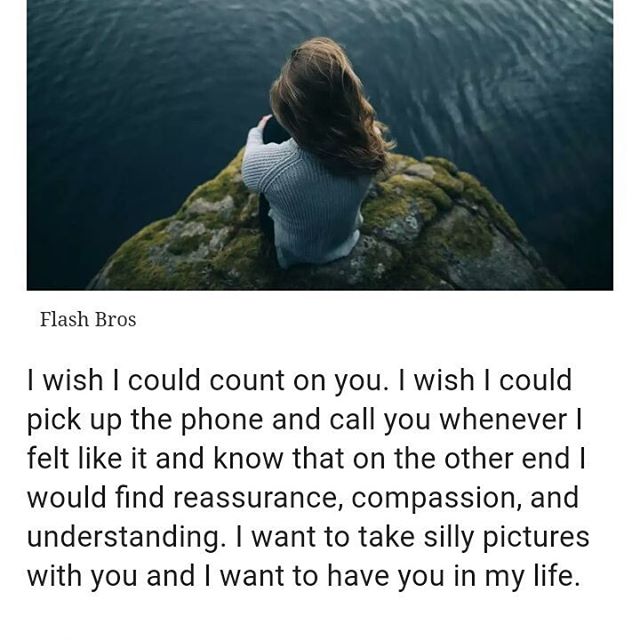 Flash Bros
I wish I could count on you. I wish I could
pick up the phone and call you whenever I
felt like it and know that on the other end I
would find reassurance, compassion, and
understanding. I want to take silly pictures
with you and I want to have you in my life.